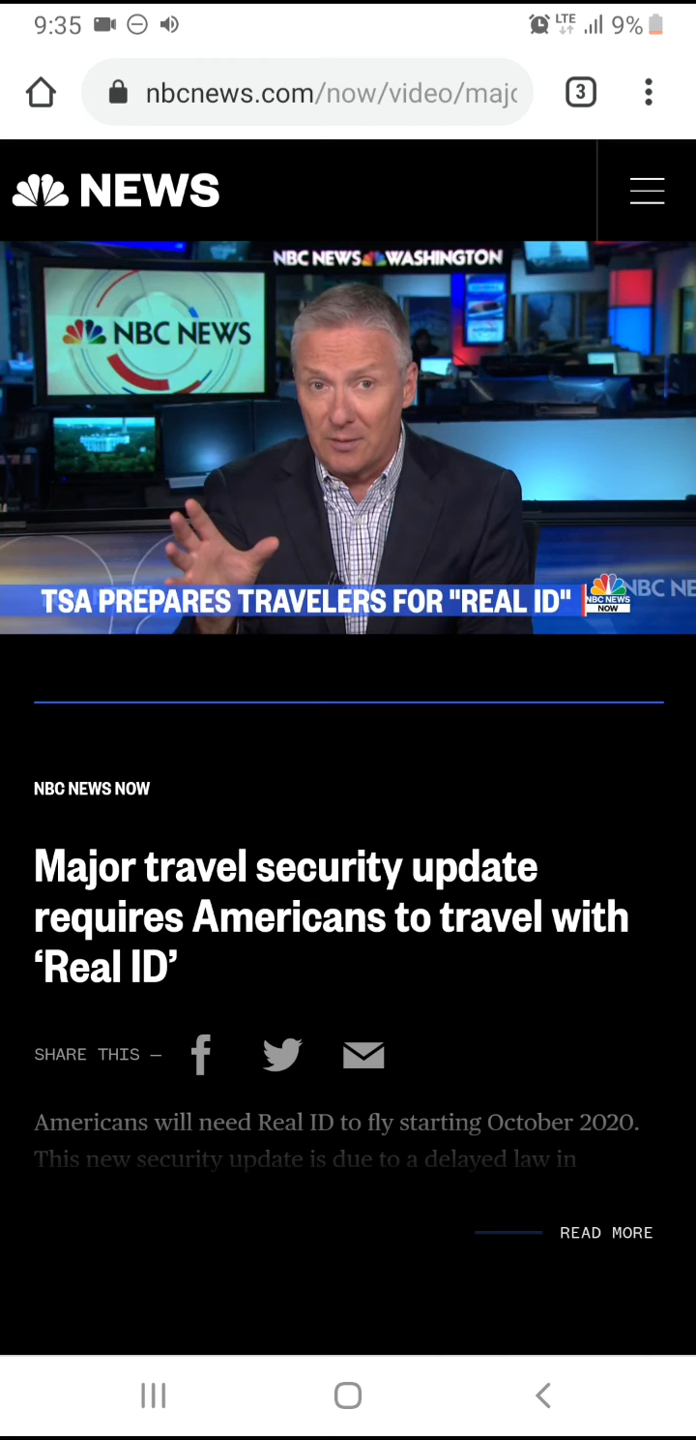 9:35 LTE 9%
nbcnews.com/now/video/majo
3
NEWS
NBC NEWS WASHINGTON
NBC NEWS
TSA PREPARES TRAVELERS FOR "REAL ID"
NBC NEWS
NOW
NBC NE
NBC NEWS NOW
Major travel security update
requires Americans to travel with
‘Real ID’
SHARE THIS —
Americans will need Real ID to fly starting October 2020.
This new security update is due to a delayed law in
READ MORE